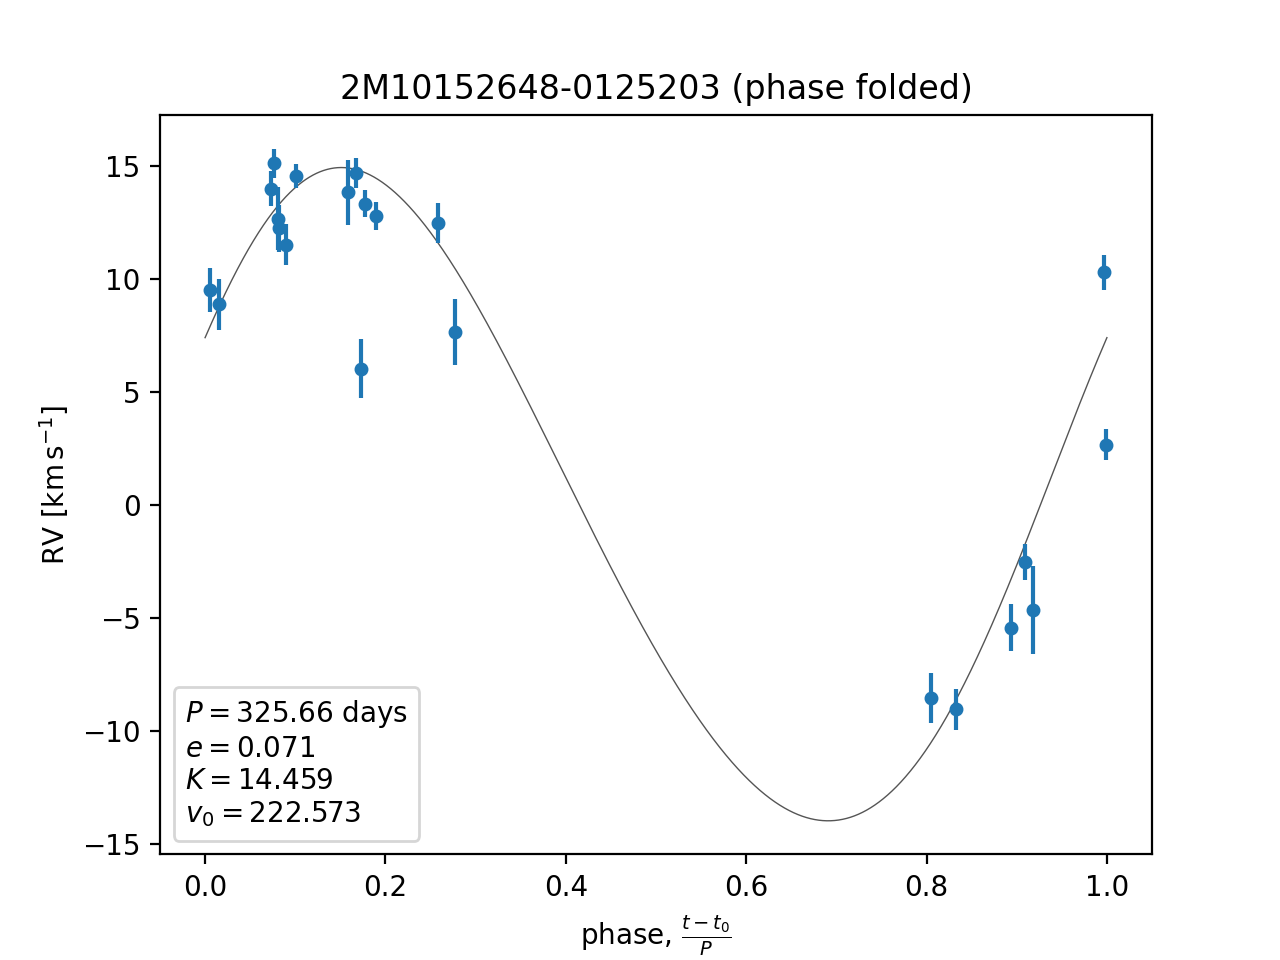 2M10152648-0125203 (phase folded)
RV [km s⁻¹]
15
10
5
0
−5
−10
−15
P = 325.66 days
e = 0.071
K = 14.459
v₀ = 222.573
0.0 0.2 0.4 0.6 0.8 1.0
phase, (t − t₀)/P